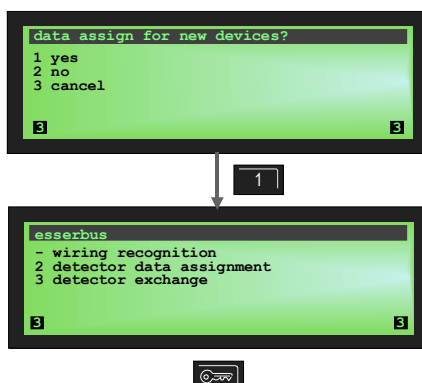 data assign for new devices?
1 yes
2 no
3 cancel
3 3
1
esserbus
- wiring recognition
2 detector data assignment
3 detector exchange
3 3